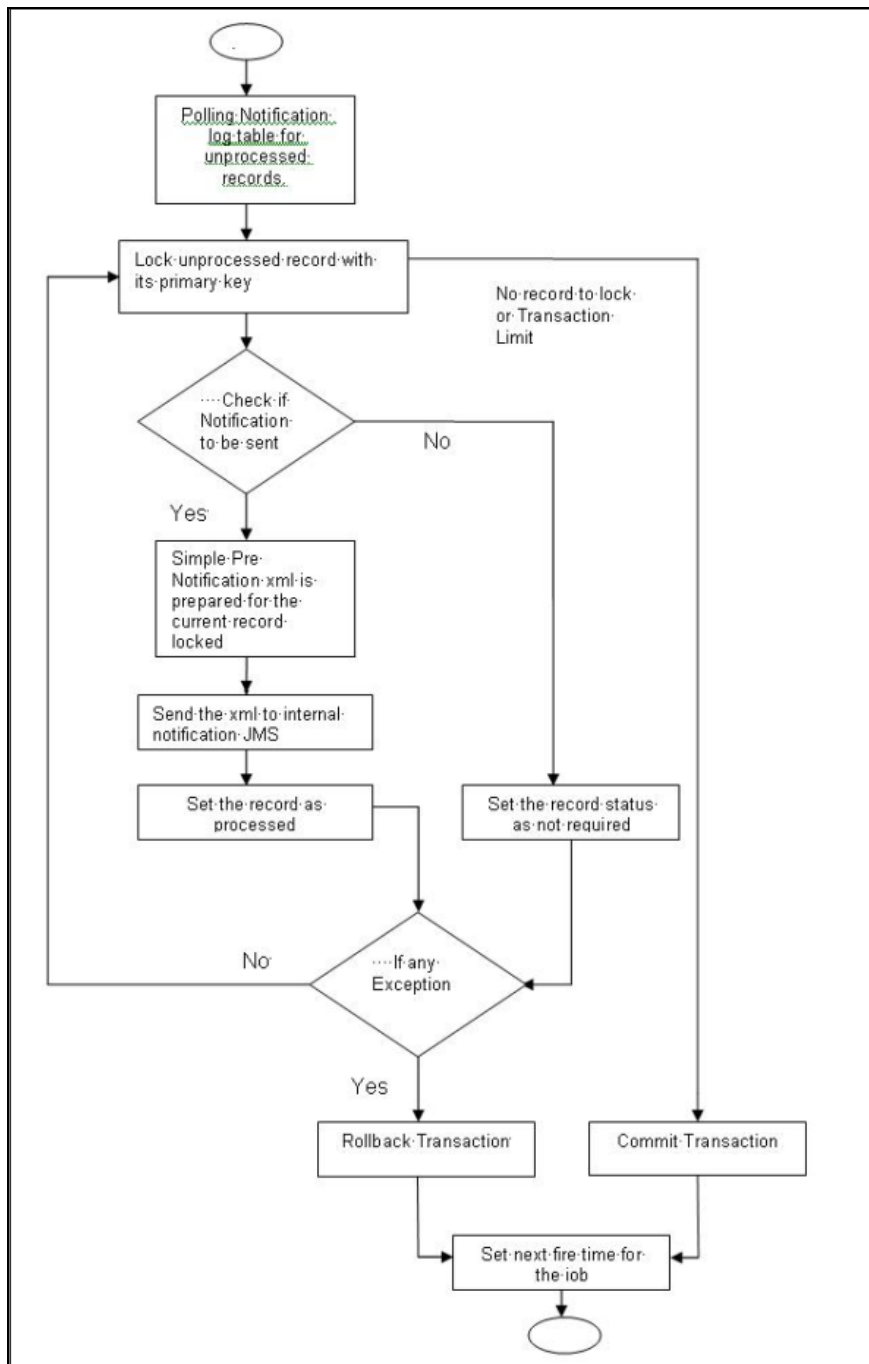 Polling Notification
log table for
unprocessed
records.
Lock unprocessed record with
its primary key
No record to lock
or Transaction
Limit
Check if
Notification
to be sent
No
Yes
Simple Pre
Notification xml is
prepared for the
current record
locked
Send the xml to internal
notification JMS
Set the record as
processed
Set the record status
as not required
No
If any
Exception
Yes
Rollback Transaction
Commit Transaction
Set next fire time for
the job